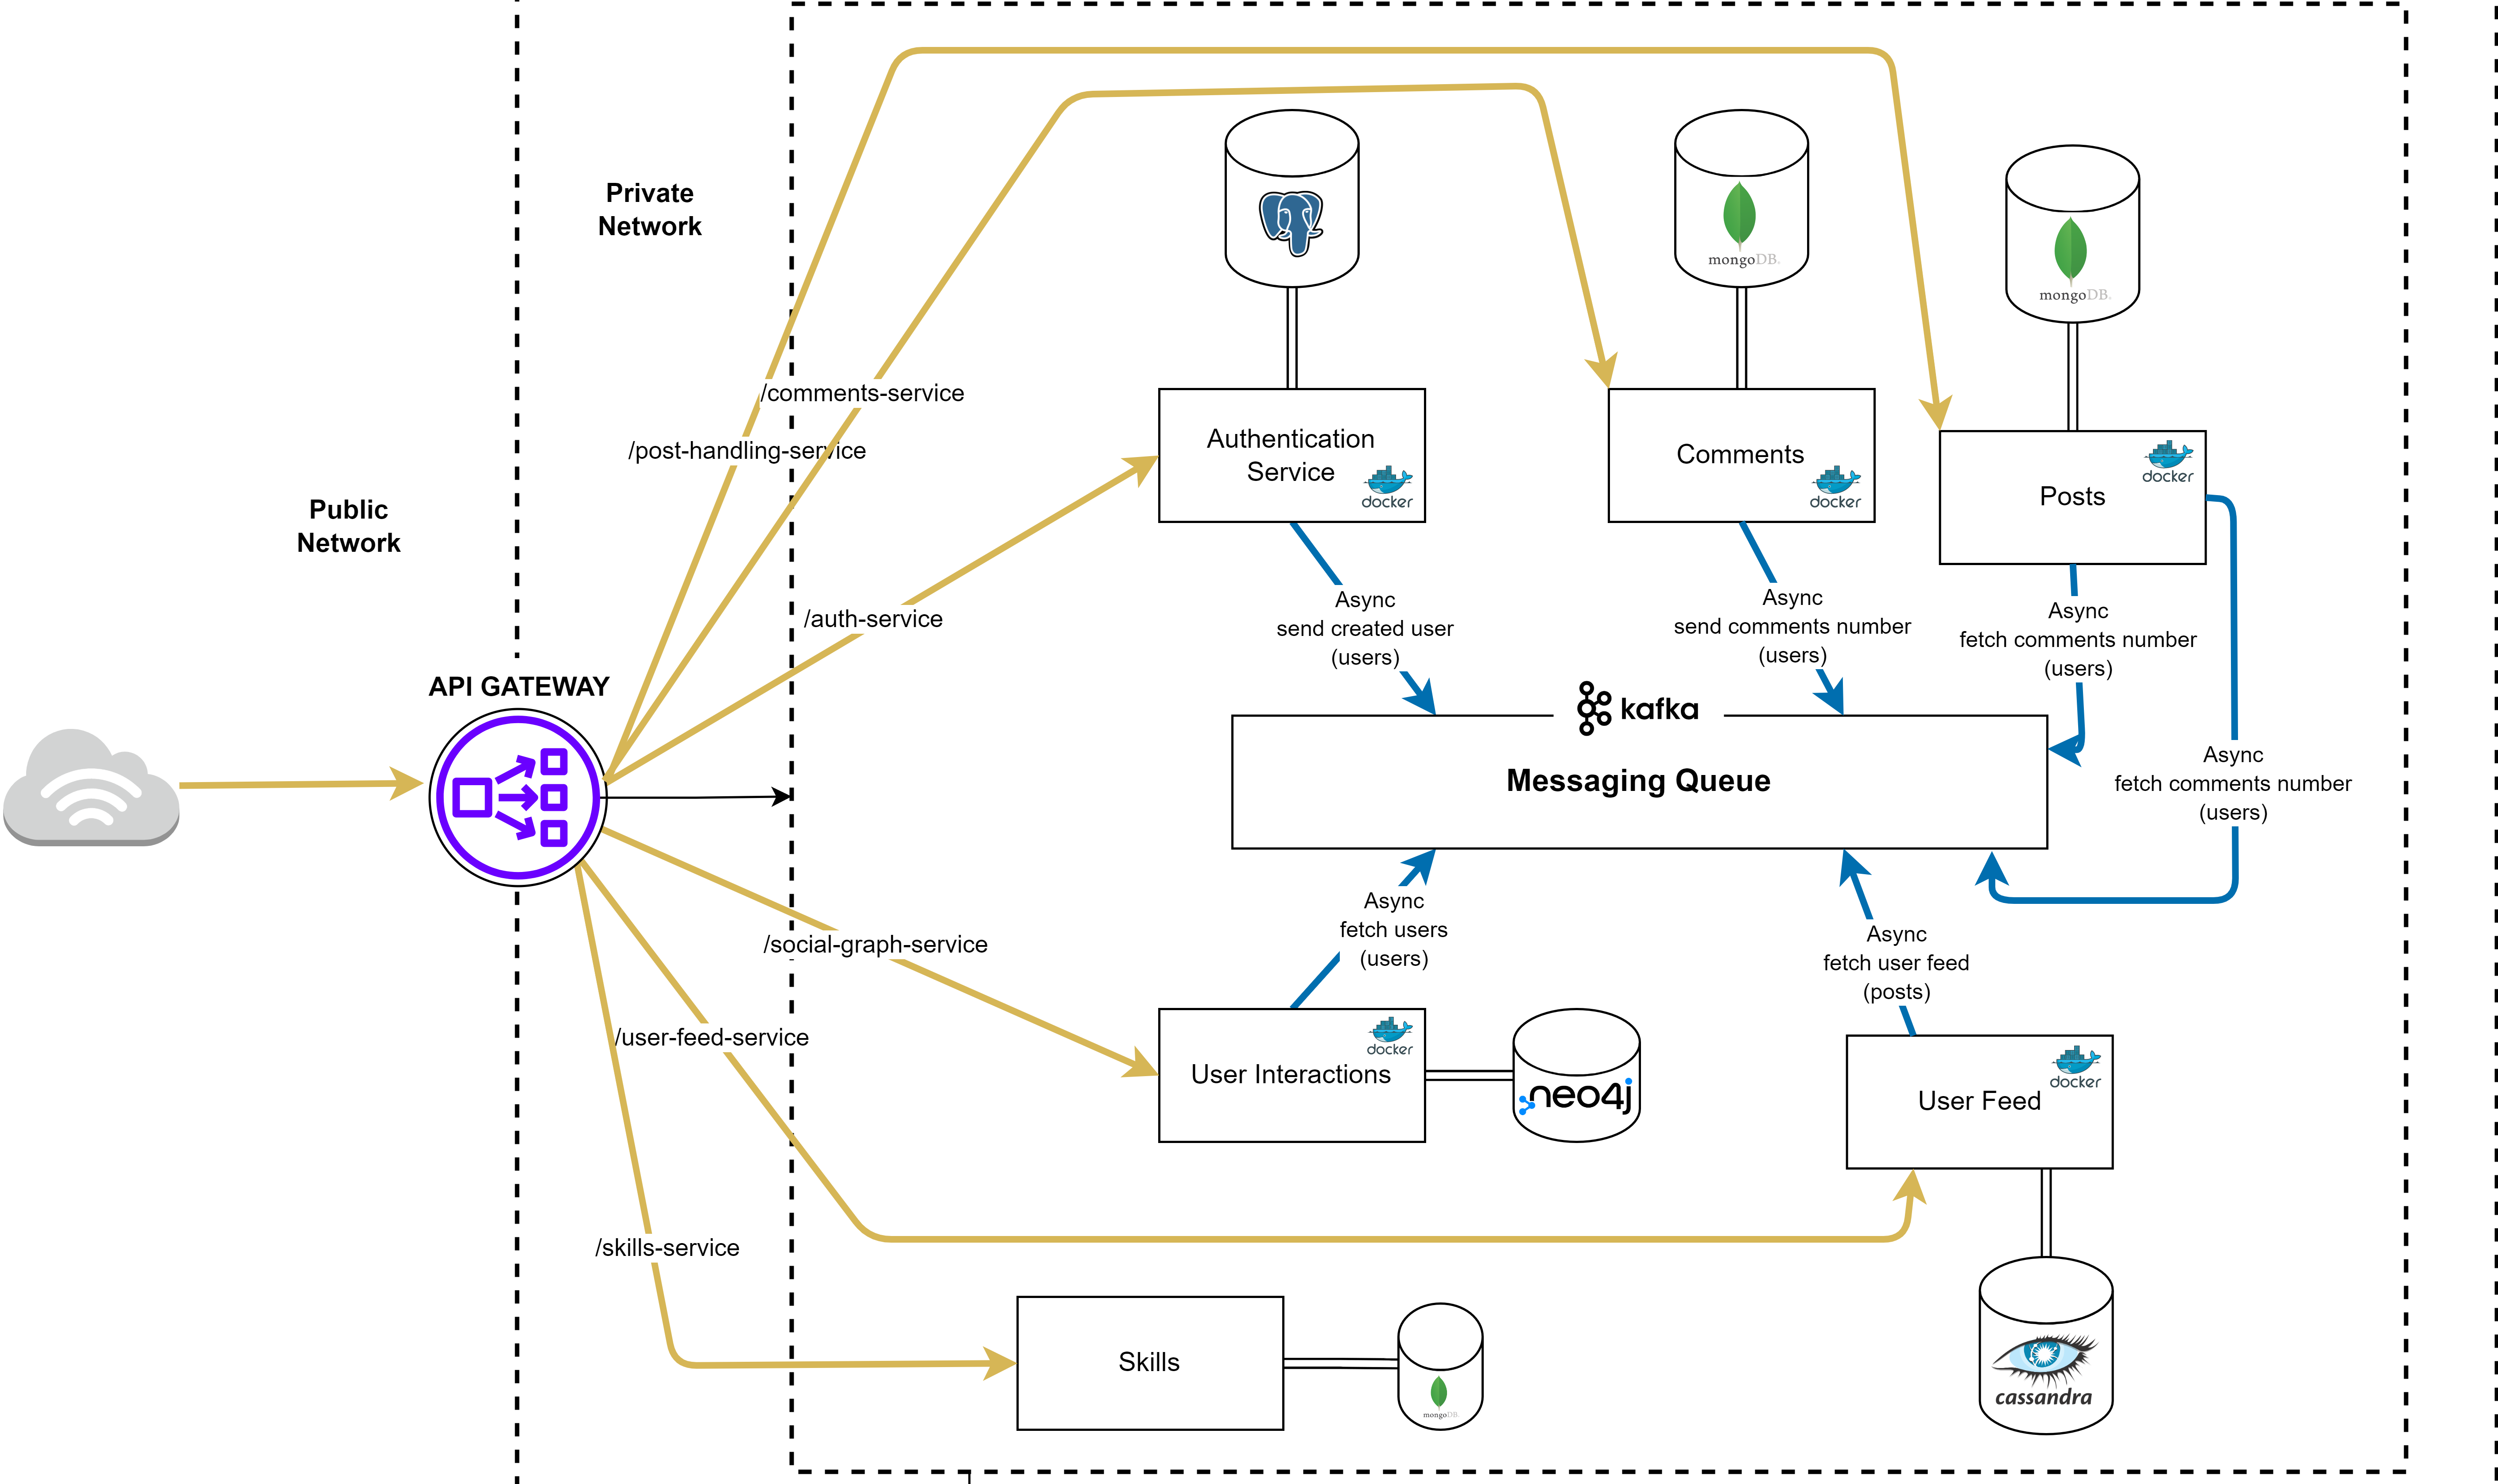 Private
Network
Public
Network
API GATEWAY
/comments-service
/post-handling-service
/auth-service
/social-graph-service
/user-feed-service
/skills-service
mongoDB.
mongoDB.
Authentication
Service
docker
Comments
docker
Posts
docker
Async
send created user
(users)
Async
send comments number
(users)
Async
fetch comments number
(users)
Async
fetch comments number
(users)
kafka
Messaging Queue
Async
fetch users
(users)
Async
fetch user feed
(posts)
User Interactions
docker
neo4j
User Feed
docker
cassandra
Skills
mongoDB.